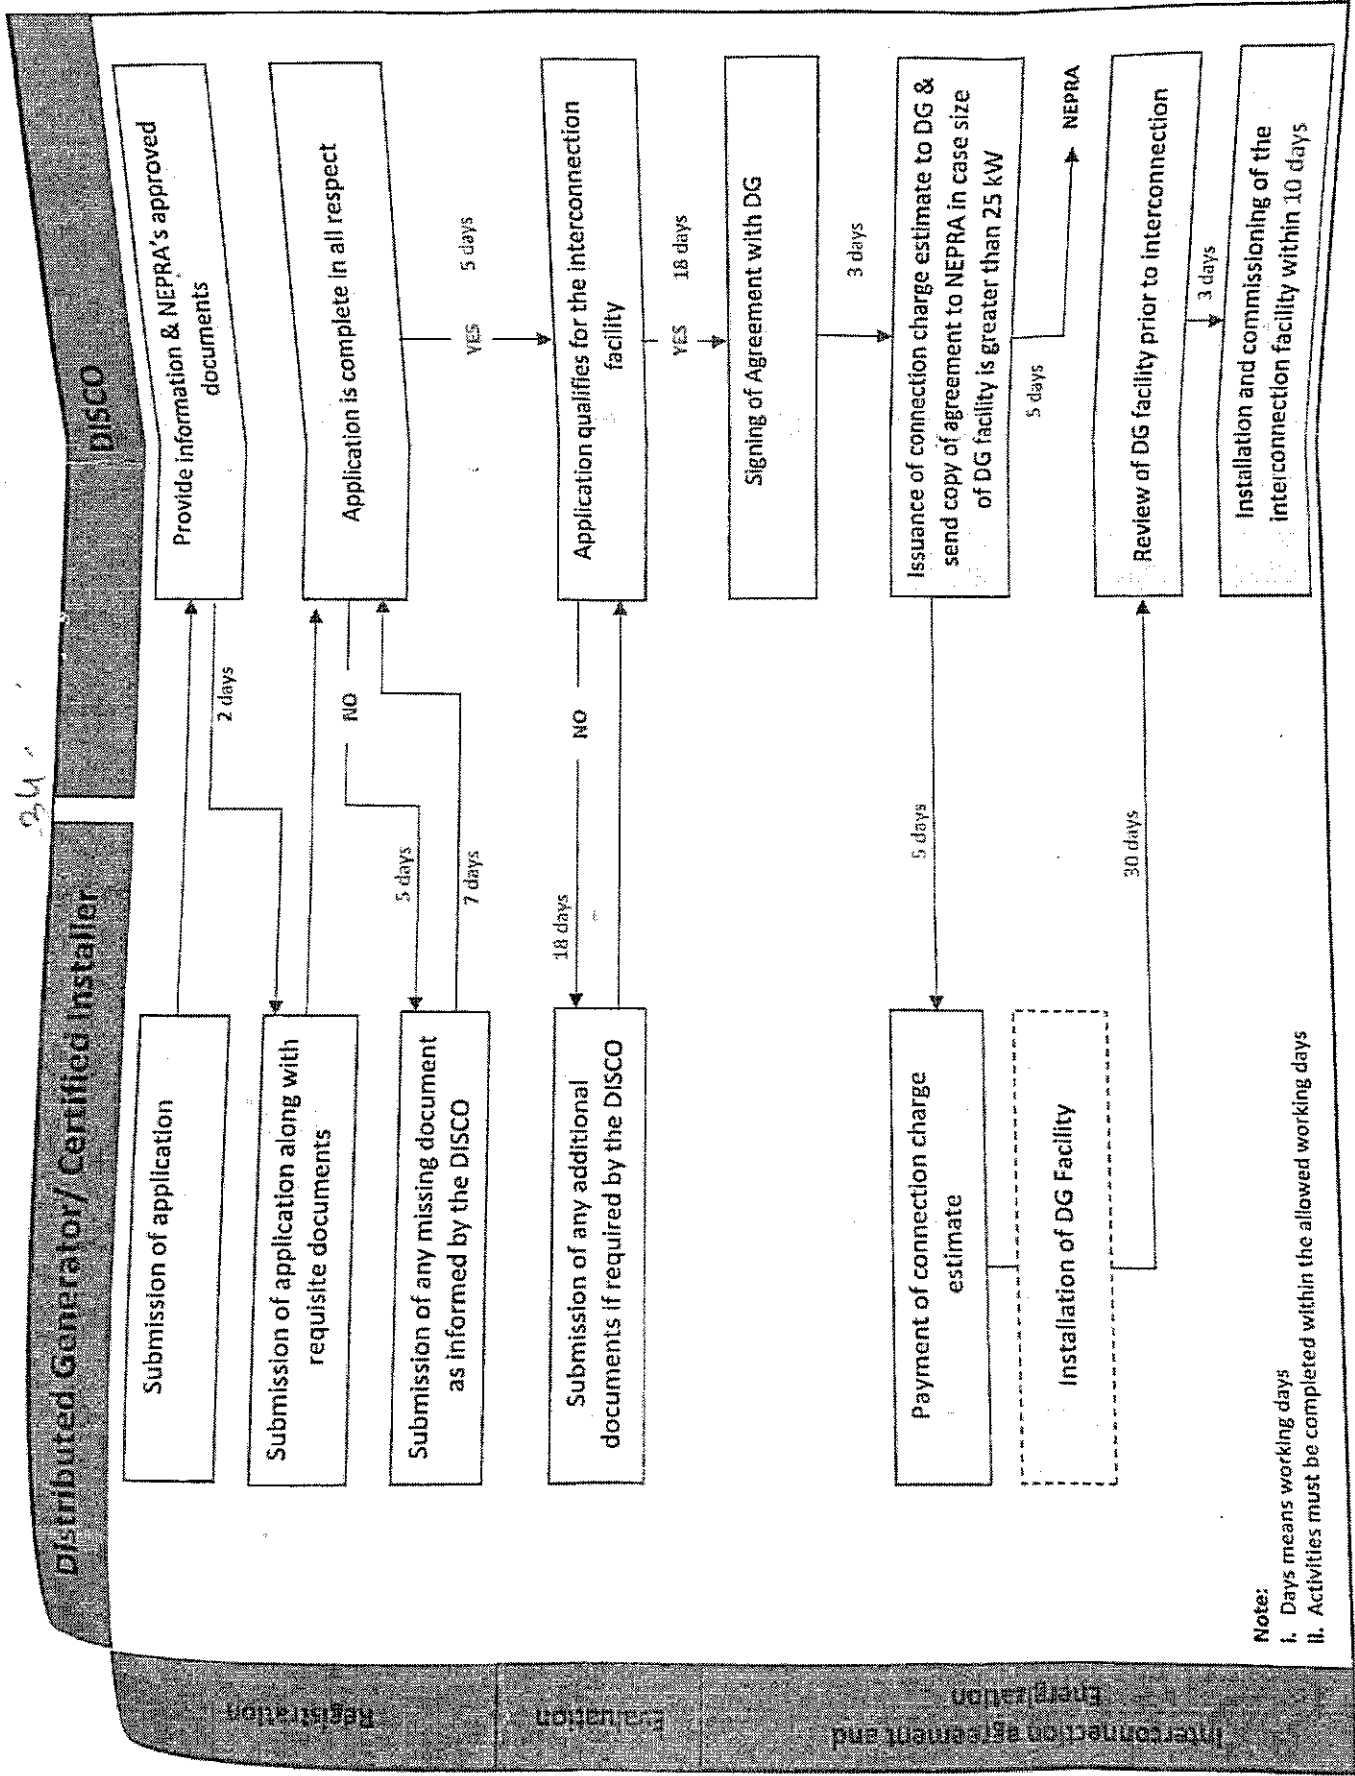 34
Distributed Generator/ Certified Installer
DISCO
Registration
Submission of application
Provide information & NEPRA's approved
documents
2 days
Submission of application along with
requisite documents
Application is complete in all respect
NO
5 days
7 days
Submission of any missing document
as informed by the DISCO
YES
5 days
Evaluation
Submission of any additional
documents if required by the DISCO
18 days
NO
Application qualifies for the interconnection
facility
YES
18 days
Interconnection agreement and
Energization
Signing of Agreement with DG
3 days
Issuance of connection charge estimate to DG &
send copy of agreement to NEPRA in case size
of DG facility is greater than 25 kW
5 days
NEPRA
5 days
Payment of connection charge
estimate
Installation of DG Facility
30 days
Review of DG facility prior to interconnection
3 days
Installation and commissioning of the
interconnection facility within 10 days
Note:
I. Days means working days
II. Activities must be completed within the allowed working days